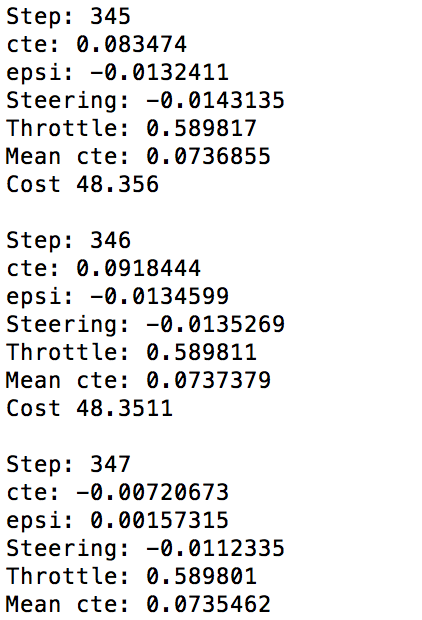 Step: 345
cte: 0.083474
epsi: -0.0132411
Steering: -0.0143135
Throttle: 0.589817
Mean cte: 0.0736855
Cost 48.356
Step: 346
cte: 0.0918444
epsi: -0.0134599
Steering: -0.0135269
Throttle: 0.589811
Mean cte: 0.0737379
Cost 48.3511
Step: 347
cte: -0.00720673
epsi: 0.00157315
Steering: -0.0112335
Throttle: 0.589801
Mean cte: 0.0735462